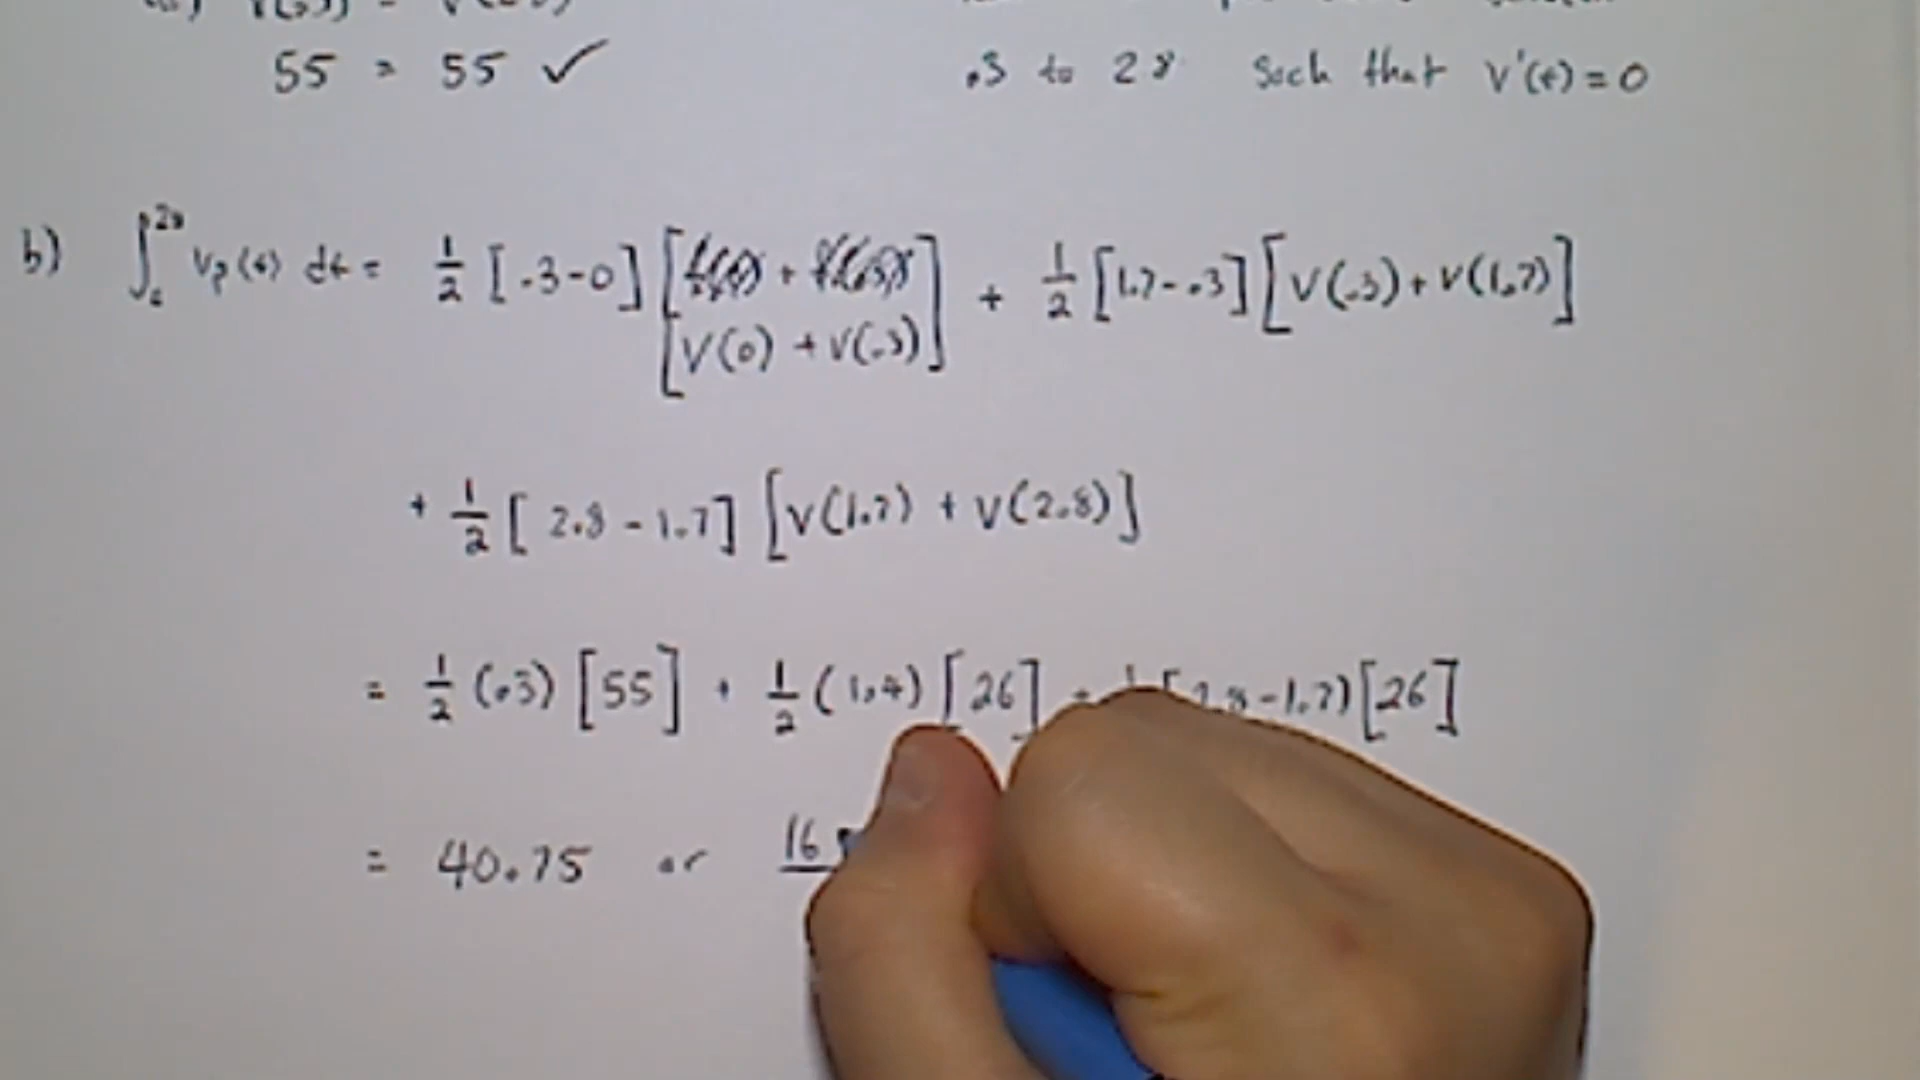 55 = 55 ✓
.3 to 2.8 such that v'(t) = 0
b) ∫₀^2.8 Vp(t) dt = 1/2 [.3-0] [V(0) + V(.3)] + 1/2 [1.7-.3] [V(.3) + V(1.7)]
+ 1/2 [2.8 - 1.7] [V(1.7) + V(2.8)]
= 1/2 (.3) [55] + 1/2 (1.4) [26] + 1/2 [2.8-1.7) [26]
= 40.75 or 16